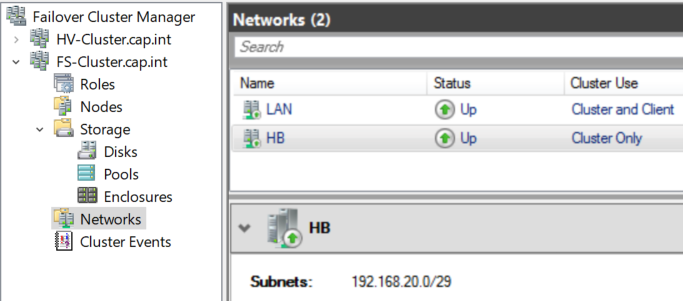 Failover Cluster Manager
HV-Cluster.cap.int
FS-Cluster.cap.int
Roles
Nodes
Storage
Disks
Pools
Enclosures
Networks
Cluster Events
Networks (2)
Search
Name Status Cluster Use
LAN Up Cluster and Client
HB Up Cluster Only
HB
Subnets: 192.168.20.0/29